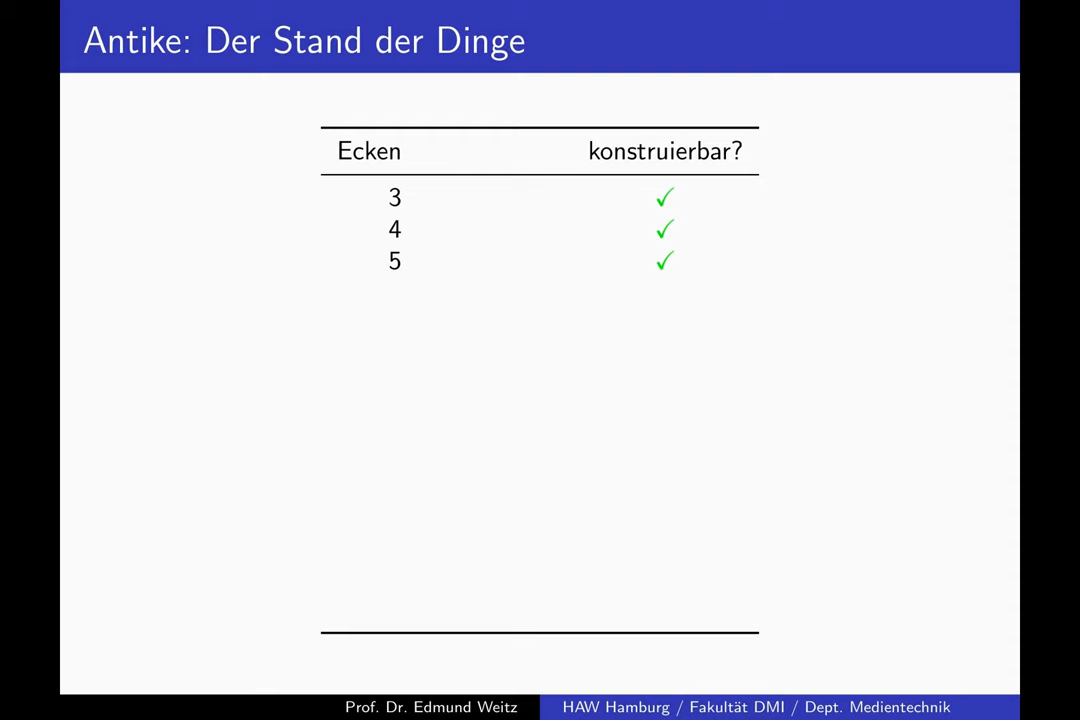 Antike: Der Stand der Dinge
Ecken konstruierbar?
3 ✓
4 ✓
5 ✓
Prof. Dr. Edmund Weitz HAW Hamburg / Fakultät DMI / Dept. Medientechnik